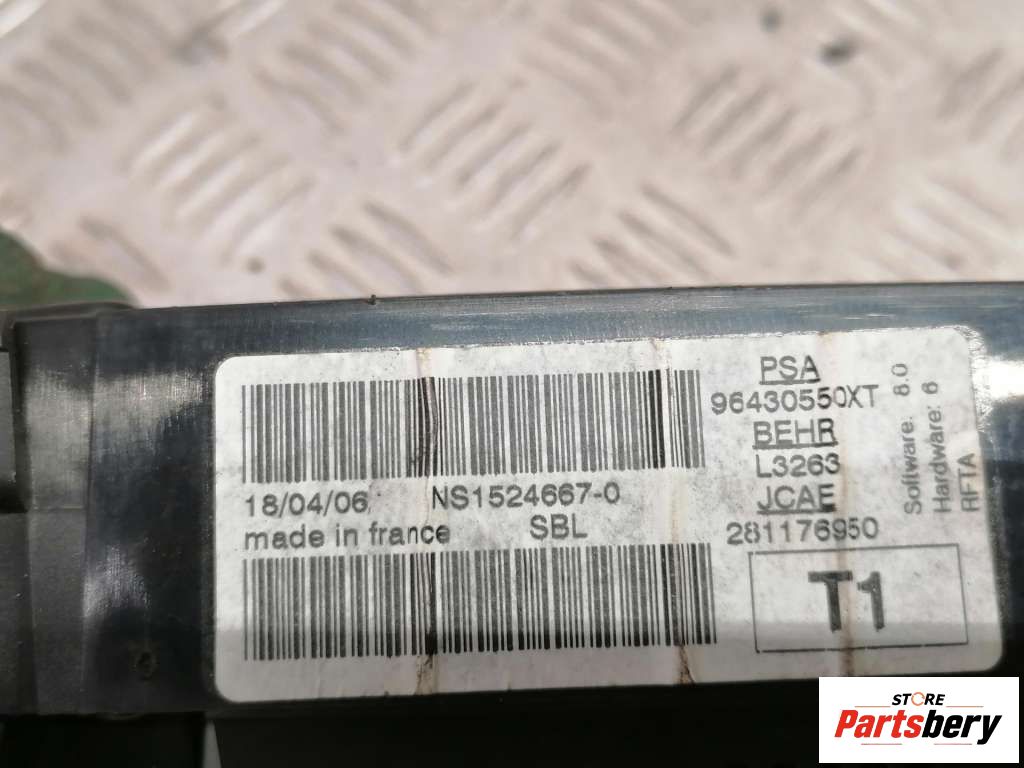 PSA
96430550XT
BEHR
L3263
JCAE
281176950
18/04/06
NS1524667-0
made in france
SBL
T1
Software: 8.0
Hardware: 6
RFTA
STORE
Partsbery